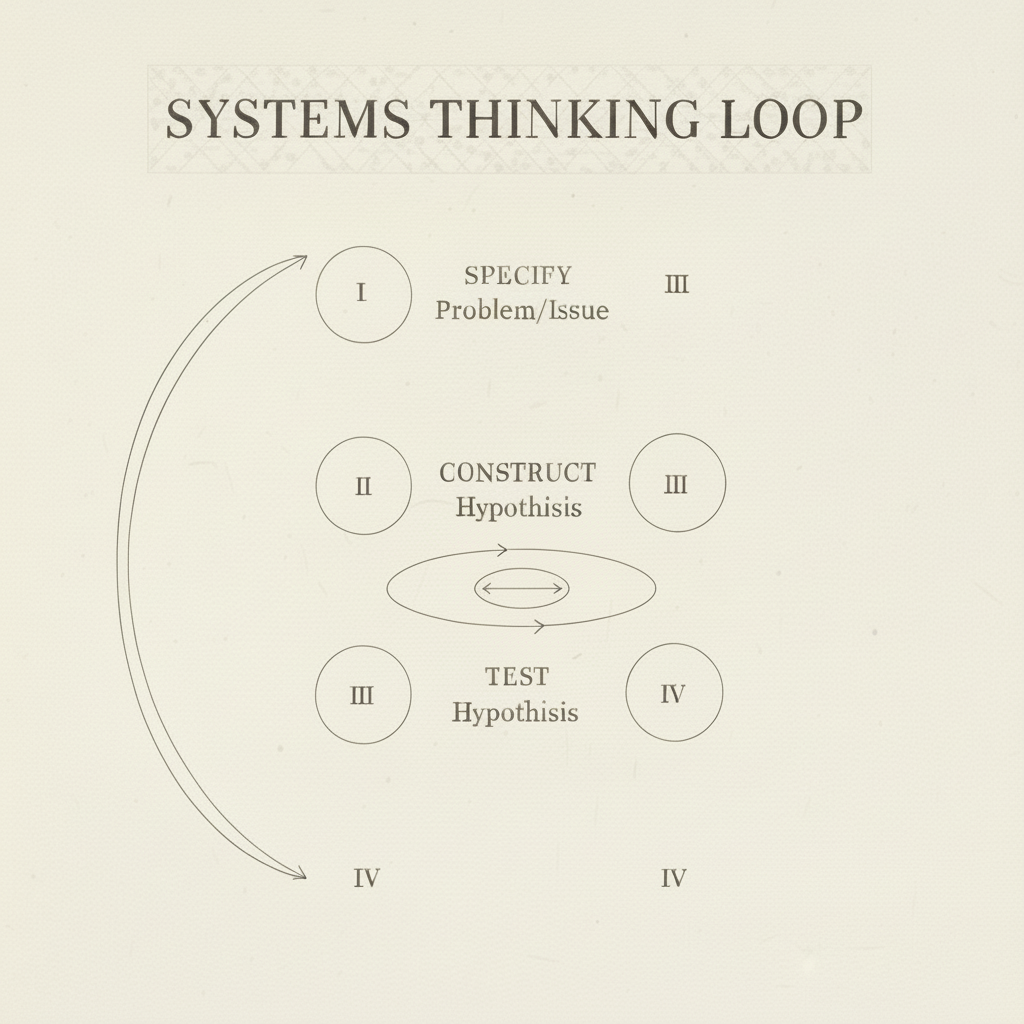 SYSTEMS THINKING LOOP
I SPECIFY III
Problem/Issue
II CONSTRUCT III
Hypothisis
III TEST IV
Hypothisis
IV IV